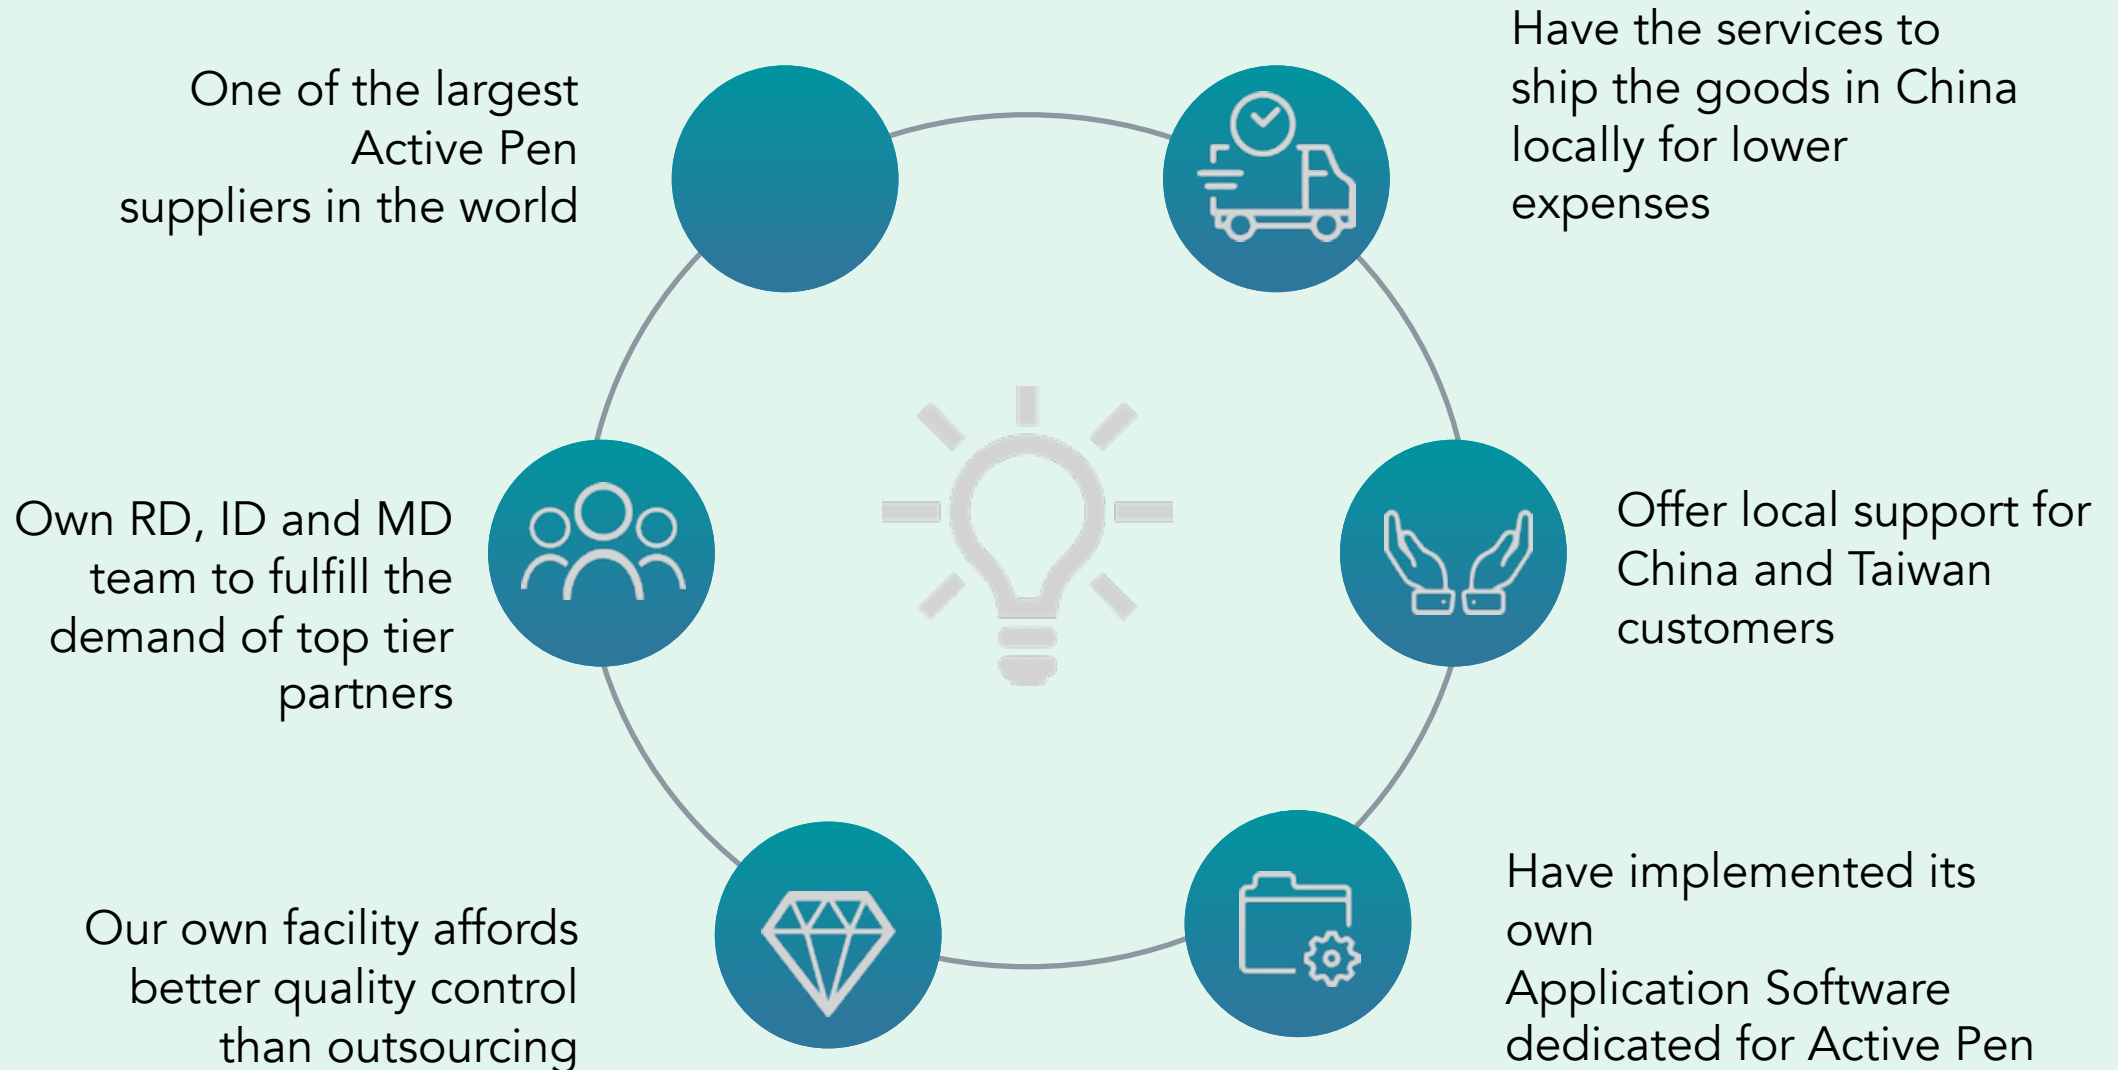 One of the largest
Active Pen
suppliers in the world
Have the services to
ship the goods in China
locally for lower
expenses
Own RD, ID and MD
team to fulfill the
demand of top tier
partners
Offer local support for
China and Taiwan
customers
Our own facility affords
better quality control
than outsourcing
Have implemented its
own
Application Software
dedicated for Active Pen